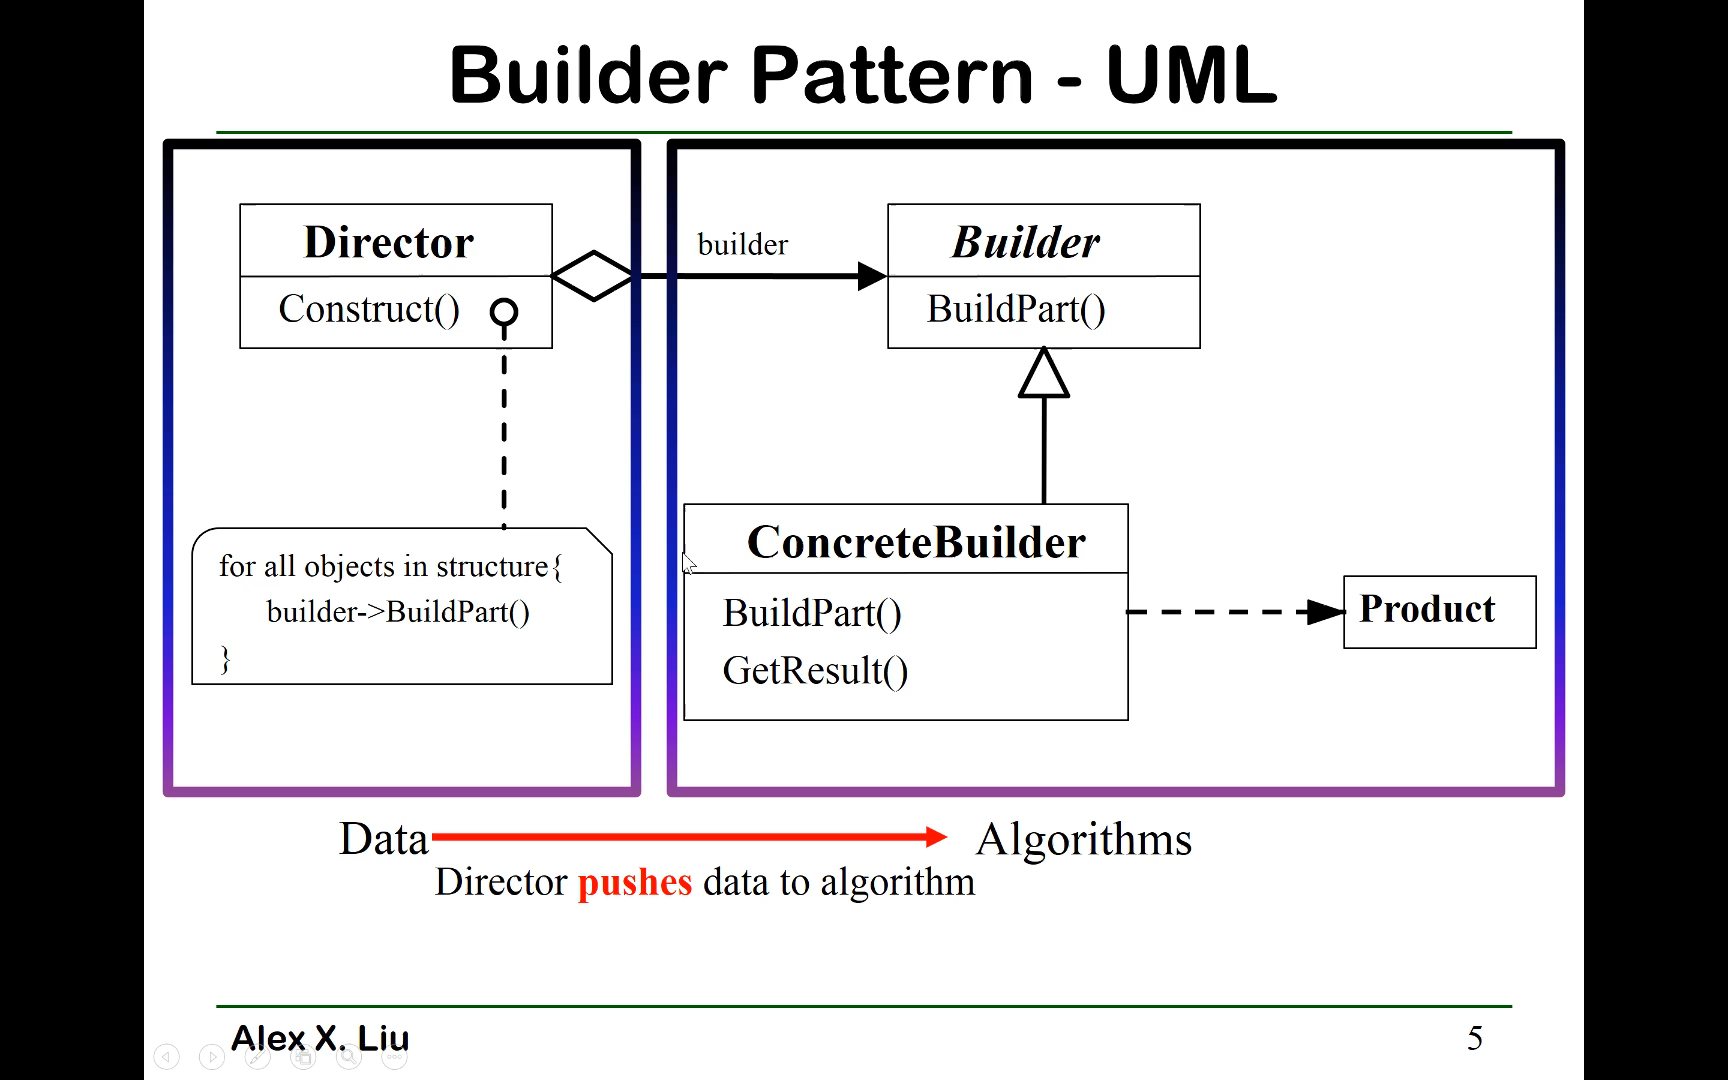 Builder Pattern - UML
Director
Construct()
builder
Builder
BuildPart()
for all objects in structure{
builder->BuildPart()
}
ConcreteBuilder
BuildPart()
GetResult()
Product
Data
Algorithms
Director pushes data to algorithm
Alex X. Liu
5